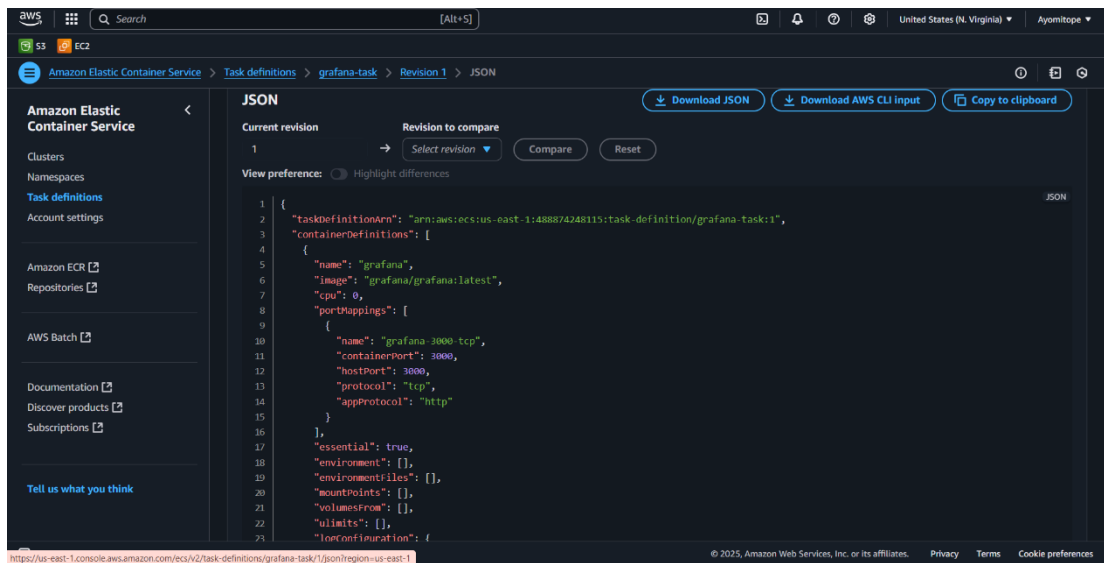 aws
Search
[Alt+S]
United States (N. Virginia)
Ayomitope
S3
EC2
Amazon Elastic Container Service > Task definitions > grafana-task > Revision 1 > JSON
Amazon Elastic
Container Service
Clusters
Namespaces
Task definitions
Account settings
Amazon ECR
Repositories
AWS Batch
Documentation
Discover products
Subscriptions
Tell us what you think
JSON
Download JSON
Download AWS CLI input
Copy to clipboard
Current revision
Revision to compare
1
Select revision
Compare
Reset
View preference:
Highlight differences
JSON
1 {
2 "taskDefinitionArn": "arn:aws:ecs:us-east-1:488874248115:task-definition/grafana-task:1",
3 "containerDefinitions": [
4 {
5 "name": "grafana",
6 "image": "grafana/grafana:latest",
7 "cpu": 0,
8 "portMappings": [
9 {
10 "name": "grafana-3000-tcp",
11 "containerPort": 3000,
12 "hostPort": 3000,
13 "protocol": "tcp",
14 "appProtocol": "http"
15 }
16 ],
17 "essential": true,
18 "environment": [],
19 "environmentFiles": [],
20 "mountPoints": [],
21 "volumesFrom": [],
22 "ulimits": [],
23 "logConfiguration": {
https://us-east-1.console.aws.amazon.com/ecs/v2/task-definitions/grafana-task/1/json?region=us-east-1
© 2025, Amazon Web Services, Inc. or its affiliates.
Privacy
Terms
Cookie preferences